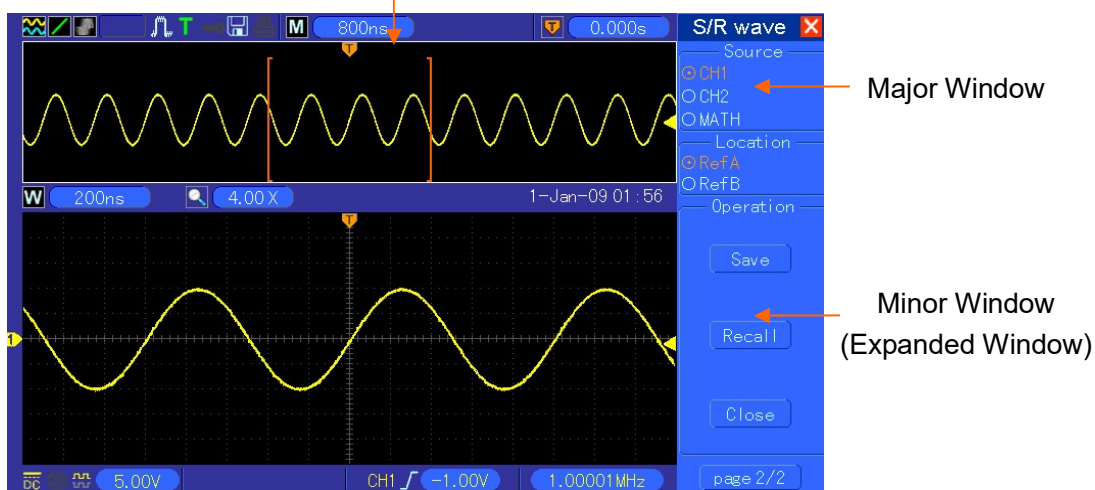 T M 800ns T 0.000s S/R wave X
T
Source
CH1
CH2
MATH
Major Window
Location
RefA
RefB
W 200ns 4.00X 1-Jan-09 01:56
Operation
T
Save
Minor Window
(Expanded Window)
1
Recall
Close
DC 5.00V CH1 -1.00V 1.00001MHz page 2/2